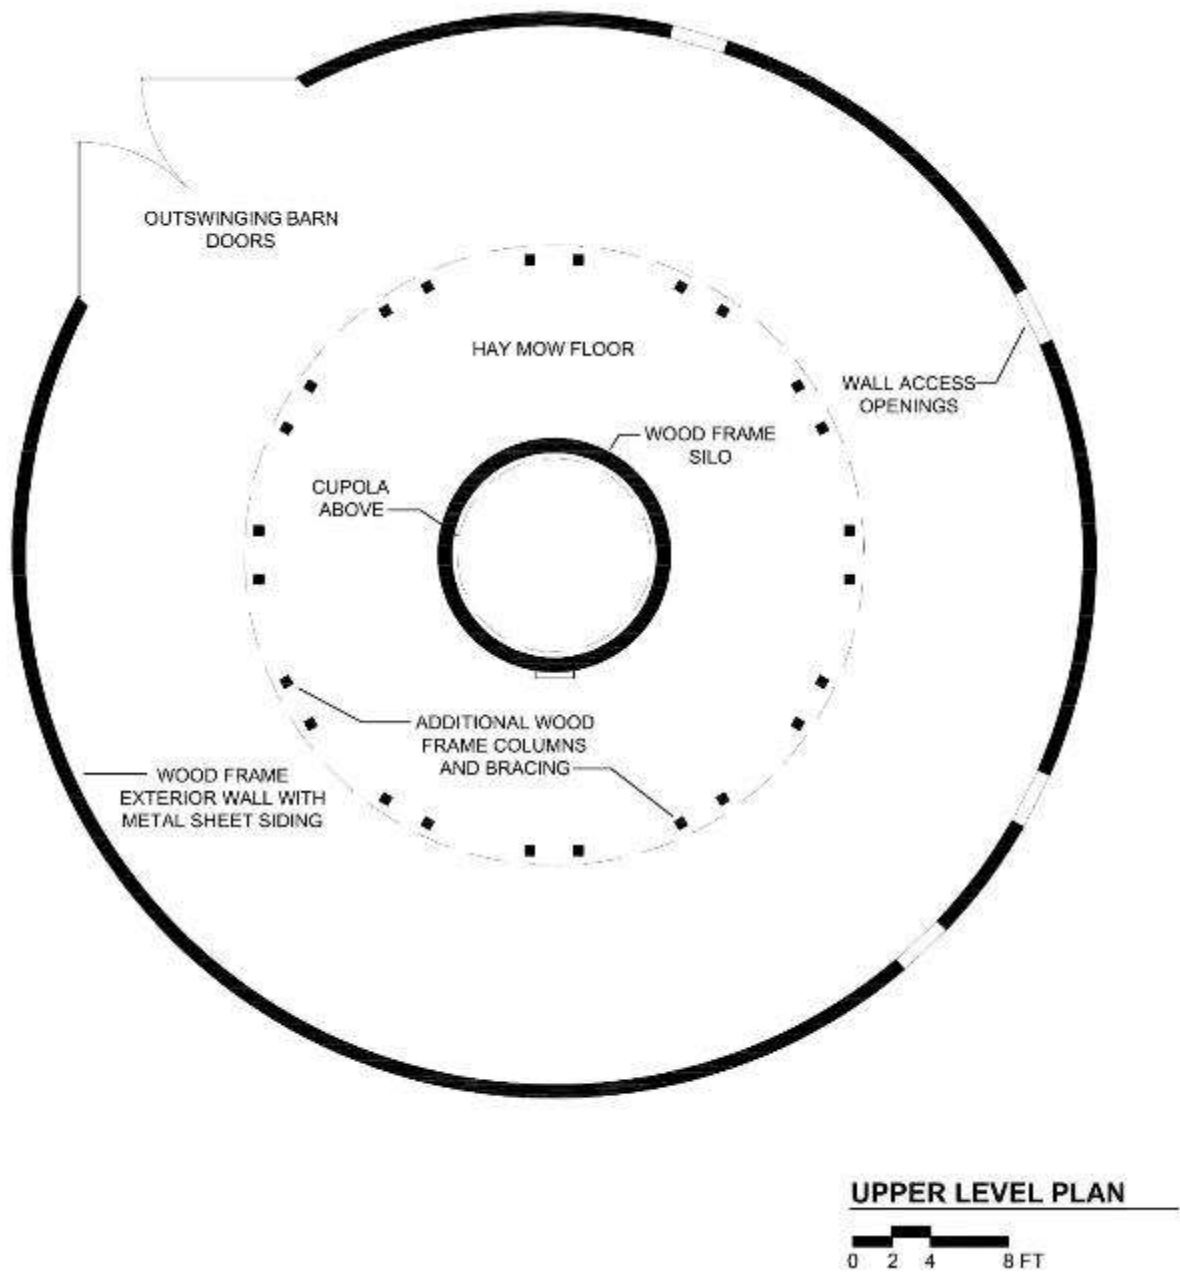 OUTSWINGING BARN
DOORS
HAY MOW FLOOR
WALL ACCESS
OPENINGS
WOOD FRAME
SILO
CUPOLA
ABOVE
ADDITIONAL WOOD
FRAME COLUMNS
AND BRACING
WOOD FRAME
EXTERIOR WALL WITH
METAL SHEET SIDING
UPPER LEVEL PLAN
0 2 4 8 FT